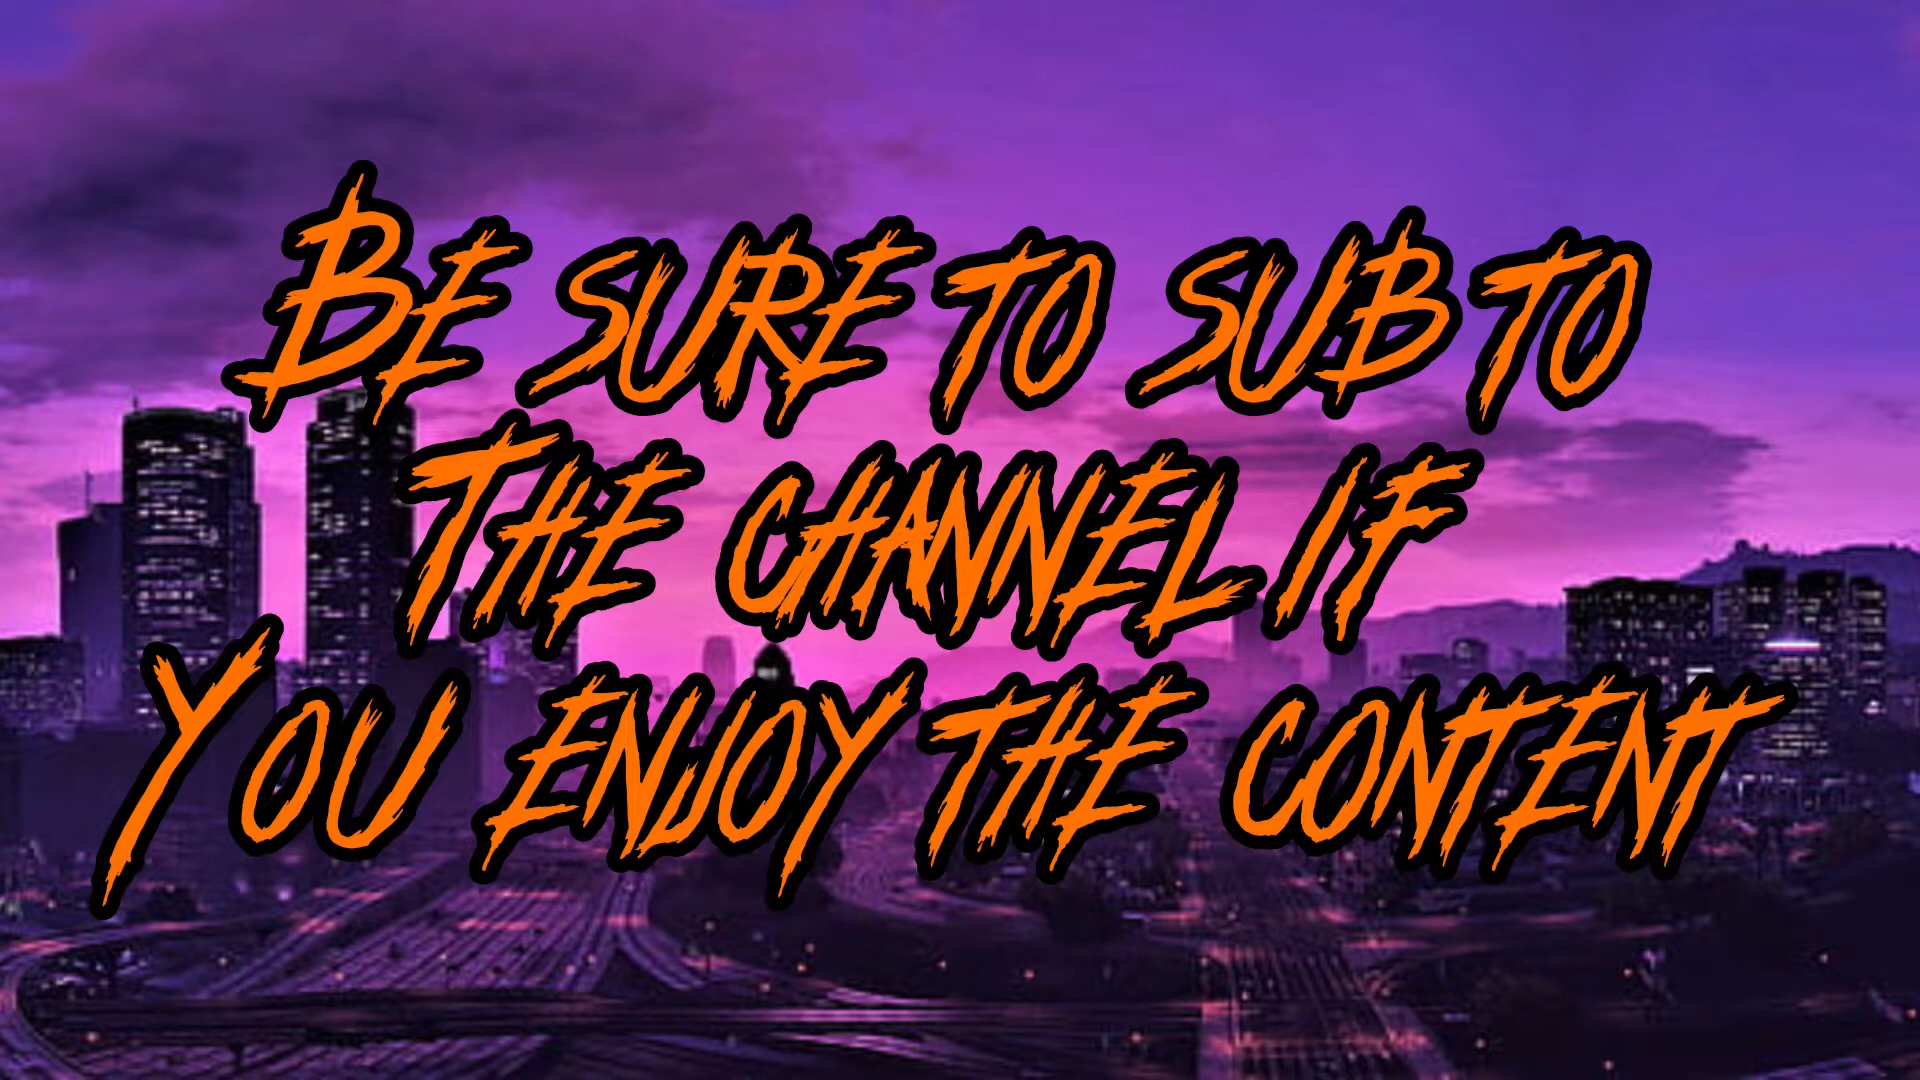 Be sure to sub to
The channel if
You enjoy the content